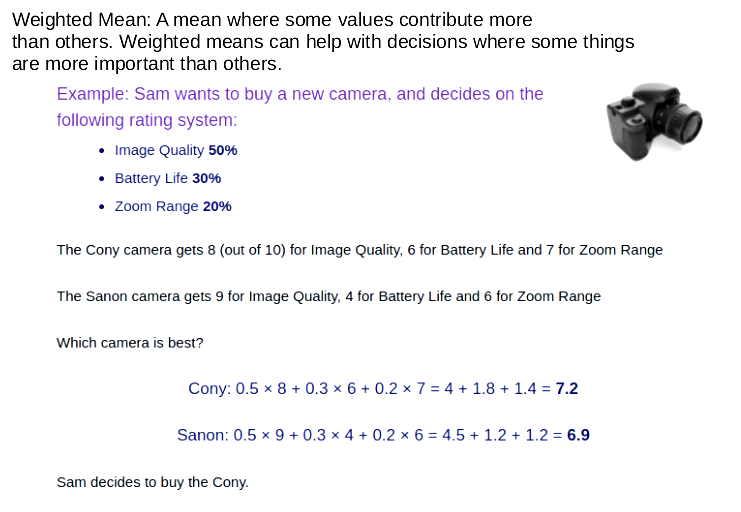 Weighted Mean: A mean where some values contribute more
than others. Weighted means can help with decisions where some things
are more important than others.
Example: Sam wants to buy a new camera, and decides on the
following rating system:
• Image Quality 50%
• Battery Life 30%
• Zoom Range 20%
The Cony camera gets 8 (out of 10) for Image Quality, 6 for Battery Life and 7 for Zoom Range
The Sanon camera gets 9 for Image Quality, 4 for Battery Life and 6 for Zoom Range
Which camera is best?
Cony: 0.5 × 8 + 0.3 × 6 + 0.2 × 7 = 4 + 1.8 + 1.4 = 7.2
Sanon: 0.5 × 9 + 0.3 × 4 + 0.2 × 6 = 4.5 + 1.2 + 1.2 = 6.9
Sam decides to buy the Cony.